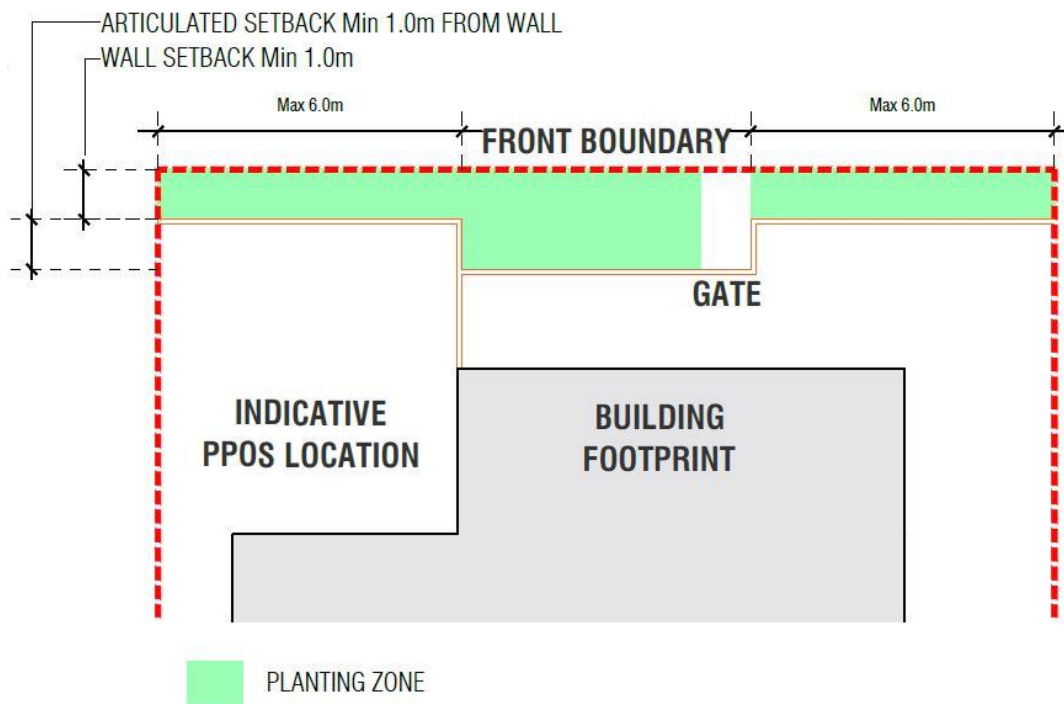 ARTICULATED SETBACK Min 1.0m FROM WALL
WALL SETBACK Min 1.0m
Max 6.0m
Max 6.0m
FRONT BOUNDARY
GATE
INDICATIVE
PPOS LOCATION
BUILDING
FOOTPRINT
PLANTING ZONE